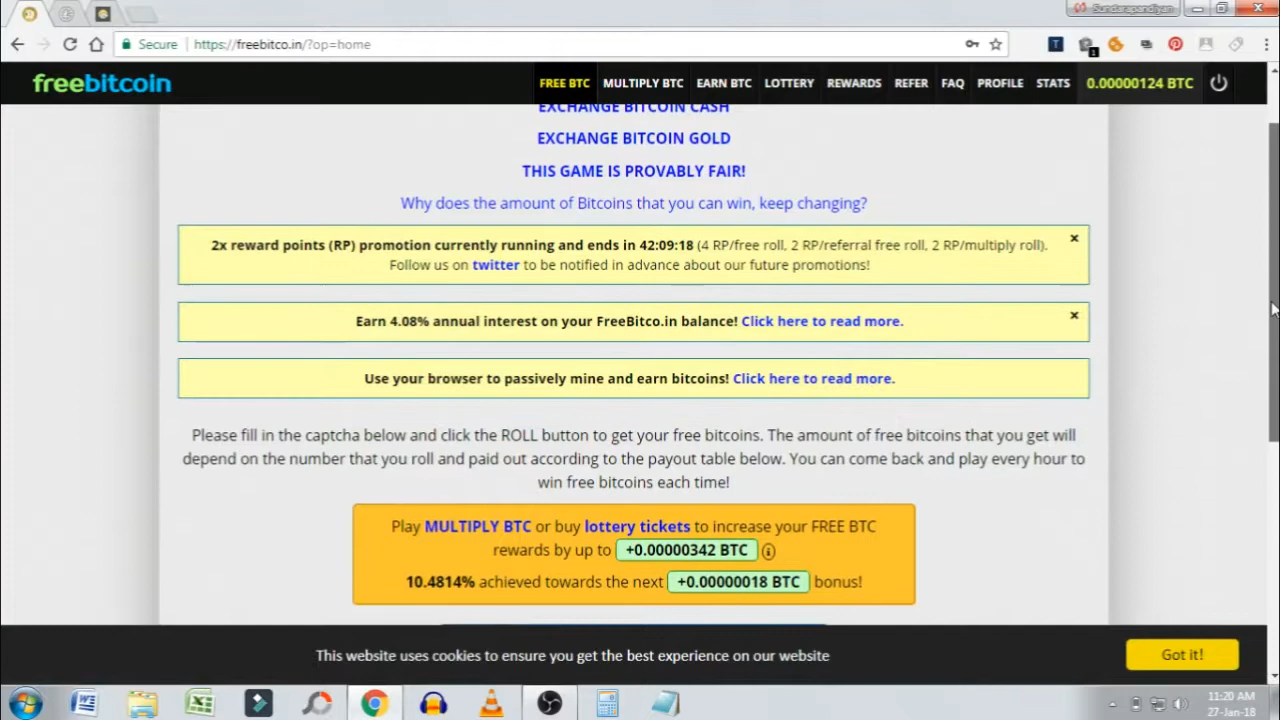 Sundarapandiyan
Secure https://freebitco.in/?op=home
freebitcoin FREE BTC MULTIPLY BTC EARN BTC LOTTERY REWARDS REFER FAQ PROFILE STATS 0.00000124 BTC
EXCHANGE BITCOIN CASH
EXCHANGE BITCOIN GOLD
THIS GAME IS PROVABLY FAIR!
Why does the amount of Bitcoins that you can win, keep changing?
2x reward points (RP) promotion currently running and ends in 42:09:18 (4 RP/free roll, 2 RP/referral free roll, 2 RP/multiply roll).
Follow us on twitter to be notified in advance about our future promotions!
Earn 4.08% annual interest on your FreeBitco.in balance! Click here to read more.
Use your browser to passively mine and earn bitcoins! Click here to read more.
Please fill in the captcha below and click the ROLL button to get your free bitcoins. The amount of free bitcoins that you get will
depend on the number that you roll and paid out according to the payout table below. You can come back and play every hour to
win free bitcoins each time!
Play MULTIPLY BTC or buy lottery tickets to increase your FREE BTC
rewards by up to +0.00000342 BTC
10.4814% achieved towards the next +0.00000018 BTC bonus!
This website uses cookies to ensure you get the best experience on our website Got it!
11:20 AM
27-Jan-18